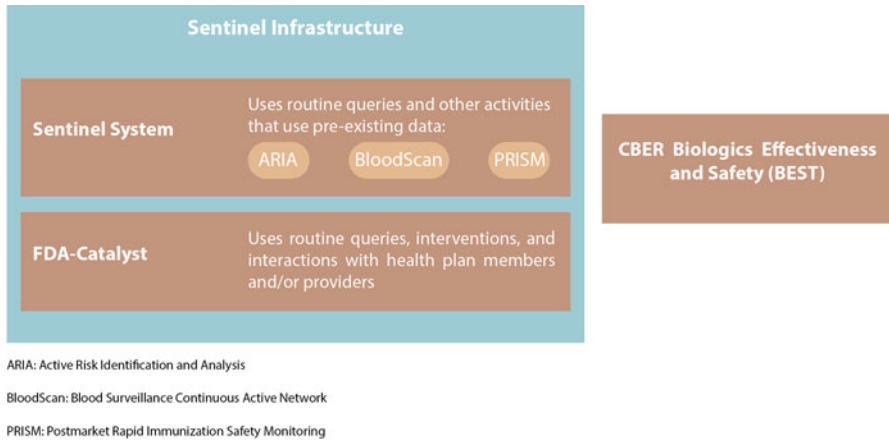 Sentinel Infrastructure
Sentinel System
Uses routine queries and other activities
that use pre-existing data:
ARIA
BloodScan
PRISM
CBER Biologics Effectiveness
and Safety (BEST)
FDA-Catalyst
Uses routine queries, interventions, and
interactions with health plan members
and/or providers
ARIA: Active Risk Identification and Analysis
BloodScan: Blood Surveillance Continuous Active Network
PRISM: Postmarket Rapid Immunization Safety Monitoring